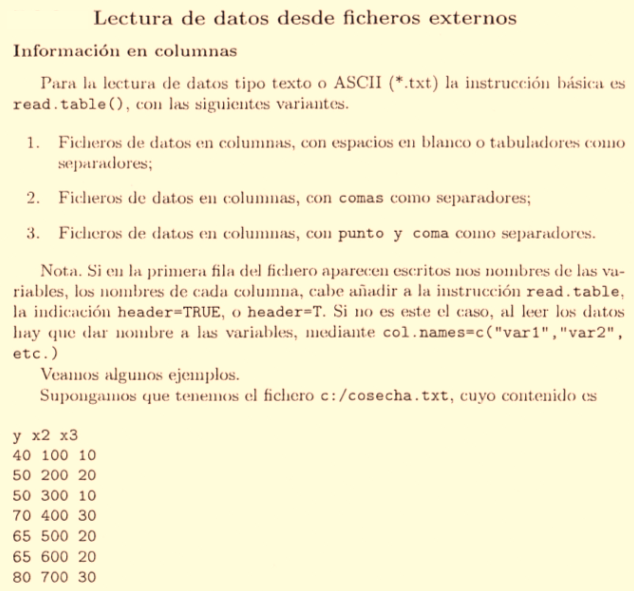 Lectura de datos desde ficheros externos
Información en columnas
Para la lectura de datos tipo texto o ASCII (*.txt) la instrucción básica es
read.table(), con las siguientes variantes.
1. Ficheros de datos en columnas, con espacios en blanco o tabuladores como
separadores;
2. Ficheros de datos en columnas, con comas como separadores;
3. Ficheros de datos en columnas, con punto y coma como separadores.
Nota. Si en la primera fila del fichero aparecen escritos nos nombres de las va-
riables, los nombres de cada columna, cabe añadir a la instrucción read.table,
la indicación header=TRUE, o header=T. Si no es este el caso, al leer los datos
hay que dar nombre a las variables, mediante col.names=c("var1","var2",
etc.)
Veamos algunos ejemplos.
Supongamos que tenemos el fichero c:/cosecha.txt, cuyo contenido es
y x2 x3
40 100 10
50 200 20
50 300 10
70 400 30
65 500 20
65 600 20
80 700 30